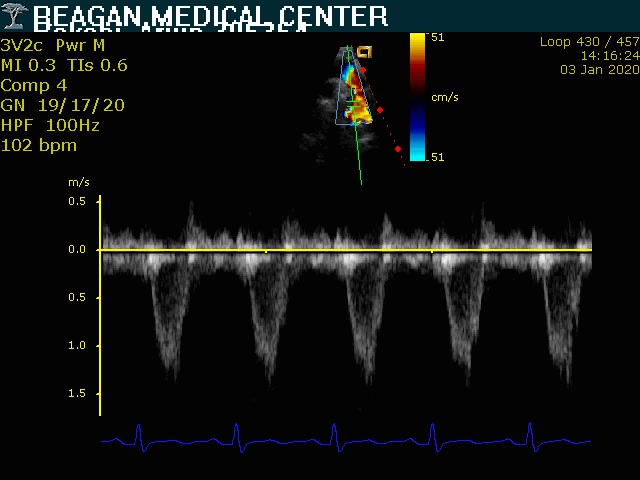 BEAGAN MEDICAL CENTER
3V2c Pwr M
MI 0.3 TIs 0.6
Comp 4
GN 19/17/20
HPF 100Hz
102 bpm
51
cm/s
51
Loop 430 / 457
14:16:24
03 Jan 2020
m/s
0.5
0.0
0.5
1.0
1.5